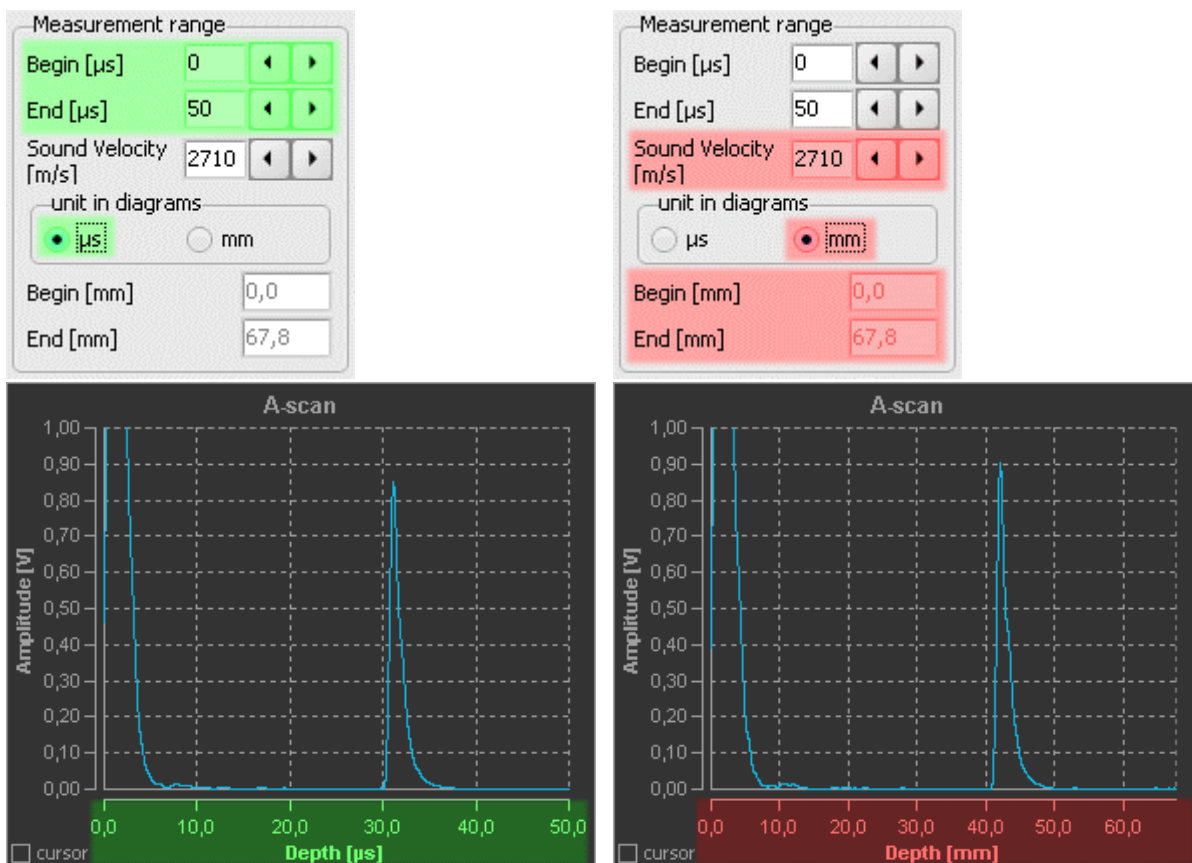 Measurement range
Begin [µs] 0
End [µs] 50
Sound Velocity
[m/s] 2710
unit in diagrams
µs mm
Begin [mm] 0,0
End [mm] 67,8
Measurement range
Begin [µs] 0
End [µs] 50
Sound Velocity
[m/s] 2710
unit in diagrams
µs mm
Begin [mm] 0,0
End [mm] 67,8
A-scan
1,00
0,90
0,80
0,70
0,60
0,50
0,40
0,30
0,20
0,10
0,00
Amplitude [V]
0,0 10,0 20,0 30,0 40,0 50,0
cursor Depth [µs]
A-scan
1,00
0,90
0,80
0,70
0,60
0,50
0,40
0,30
0,20
0,10
0,00
Amplitude [V]
0,0 10,0 20,0 30,0 40,0 50,0 60,0
cursor Depth [mm]